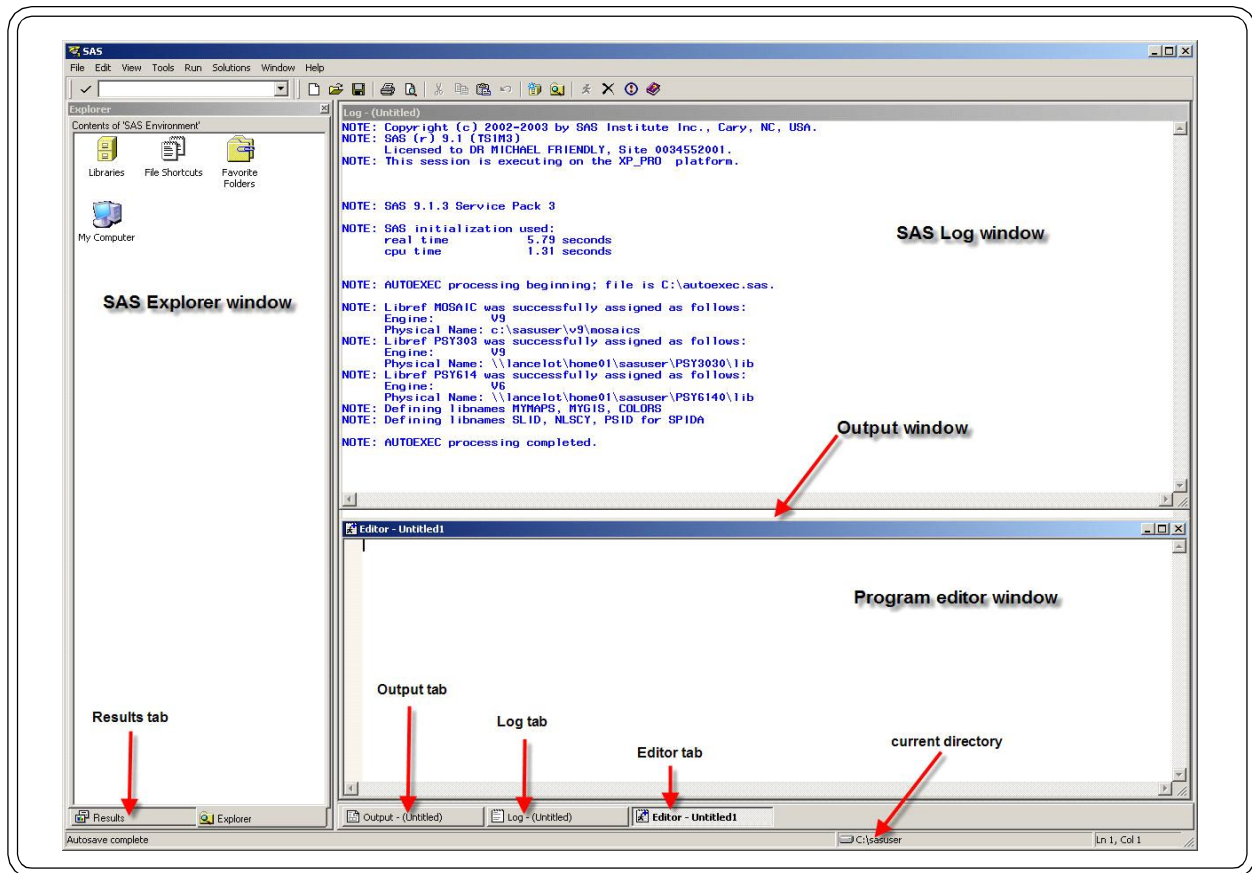 SAS
File Edit View Tools Run Solutions Window Help
Explorer
Contents of 'SAS Environment'
Libraries
File Shortcuts
Favorite
Folders
My Computer
SAS Explorer window
Results tab
Results
Explorer
Log - (Untitled)
NOTE: Copyright (c) 2002-2003 by SAS Institute Inc., Cary, NC, USA.
NOTE: SAS (r) 9.1 (TS1M3)
Licensed to DR MICHAEL FRIENDLY, Site 0034552001.
NOTE: This session is executing on the XP_PRO platform.
NOTE: SAS 9.1.3 Service Pack 3
NOTE: SAS initialization used:
real time 5.79 seconds
cpu time 1.31 seconds
NOTE: AUTOEXEC processing beginning; file is C:\autoexec.sas.
NOTE: Libref MOSAIC was successfully assigned as follows:
Engine: V9
Physical Name: c:\sasuser\v9\mosaics
NOTE: Libref PSY303 was successfully assigned as follows:
Engine: V9
Physical Name: \\lancelot\home01\sasuser\PSY3030\lib
NOTE: Libref PSY614 was successfully assigned as follows:
Engine: V6
Physical Name: \\lancelot\home01\sasuser\PSY6140\lib
NOTE: Defining libnames MYMAPS, MYGIS, COLORS
NOTE: Defining libnames SLID, NLSCY, PSID for SPIDA
NOTE: AUTOEXEC processing completed.
SAS Log window
Output window
Editor - Untitled1
Program editor window
Output tab
Log tab
Editor tab
current directory
Output - (Untitled)
Log - (Untitled)
Editor - Untitled1
Autosave complete
C:\sasuser
Ln 1, Col 1